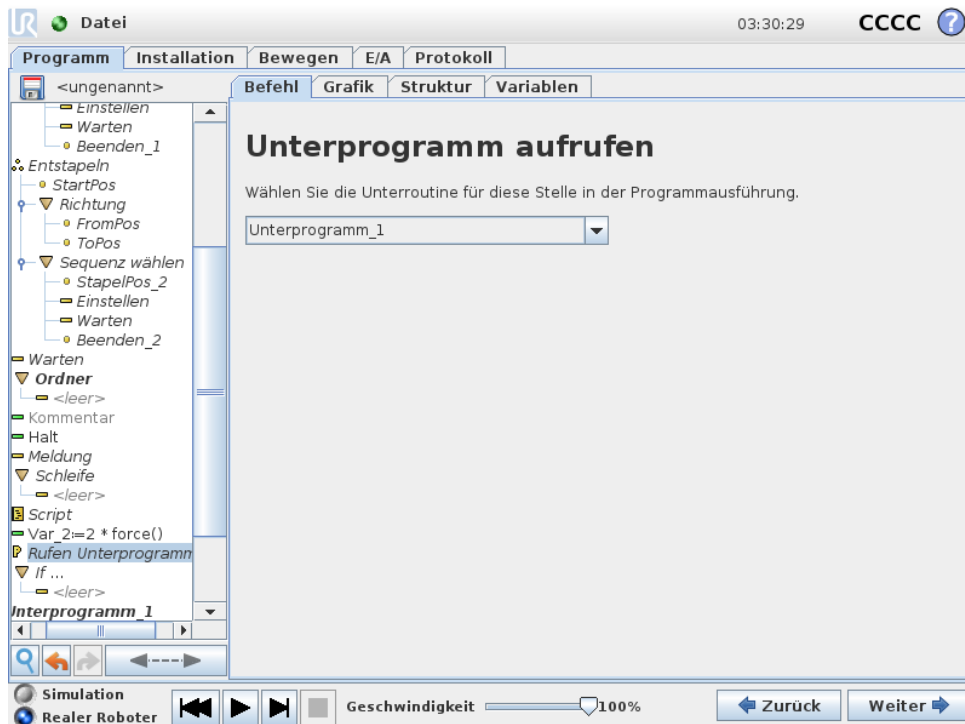 UR Datei 03:30:29 CCCC ?
Programm Installation Bewegen E/A Protokoll
<ungenannt> Befehl Grafik Struktur Variablen
Einstellen
Warten
Beenden_1
Entstapeln
StartPos
Richtung
FromPos
ToPos
Sequenz wählen
StapelPos_2
Einstellen
Warten
Beenden_2
Warten
Ordner
<leer>
Kommentar
Halt
Meldung
Schleife
<leer>
Script
Var_2:=2 * force()
Rufen Unterprogramm
If ...
<leer>
Interprogramm_1
Unterprogramm aufrufen
Wählen Sie die Unterroutine für diese Stelle in der Programmausführung.
Unterprogramm_1
Simulation
Realer Roboter
Geschwindigkeit 100%
Zurück Weiter